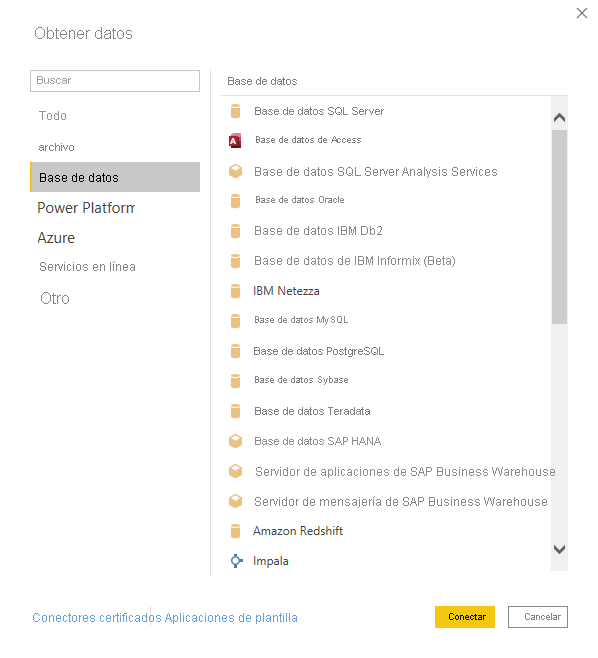 Obtener datos
Buscar
Todo
archivo
Base de datos
Power Platform
Azure
Servicios en línea
Otro
Base de datos
Base de datos SQL Server
Base de datos de Access
Base de datos SQL Server Analysis Services
Base de datos Oracle
Base de datos IBM Db2
Base de datos de IBM Informix (Beta)
IBM Netezza
Base de datos MySQL
Base de datos PostgreSQL
Base de datos Sybase
Base de datos Teradata
Base de datos SAP HANA
Servidor de aplicaciones de SAP Business Warehouse
Servidor de mensajería de SAP Business Warehouse
Amazon Redshift
Impala
Conectores certificados Aplicaciones de plantilla
Conectar
Cancelar